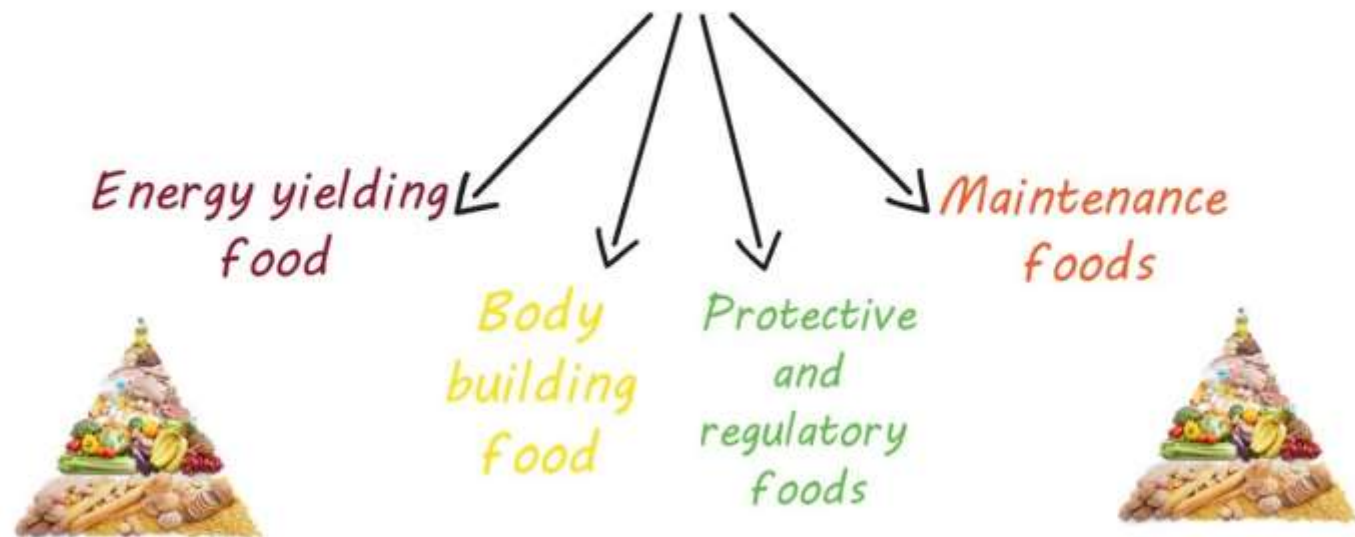 Energy yielding
food
Body
building
food
Protective
and
regulatory
foods
Maintenance
foods